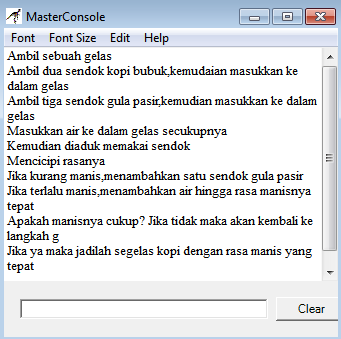 MasterConsole
Font Font Size Edit Help
Ambil sebuah gelas
Ambil dua sendok kopi bubuk,kemudaian masukkan ke
dalam gelas
Ambil tiga sendok gula pasir,kemudian masukkan ke dalam
gelas
Masukkan air ke dalam gelas secukupnya
Kemudian diaduk memakai sendok
Mencicipi rasanya
Jika kurang manis,menambahkan satu sendok gula pasir
Jika terlalu manis,menambahkan air hingga rasa manisnya
tepat
Apakah manisnya cukup? Jika tidak maka akan kembali ke
langkah g
Jika ya maka jadilah segelas kopi dengan rasa manis yang
tepat
Clear